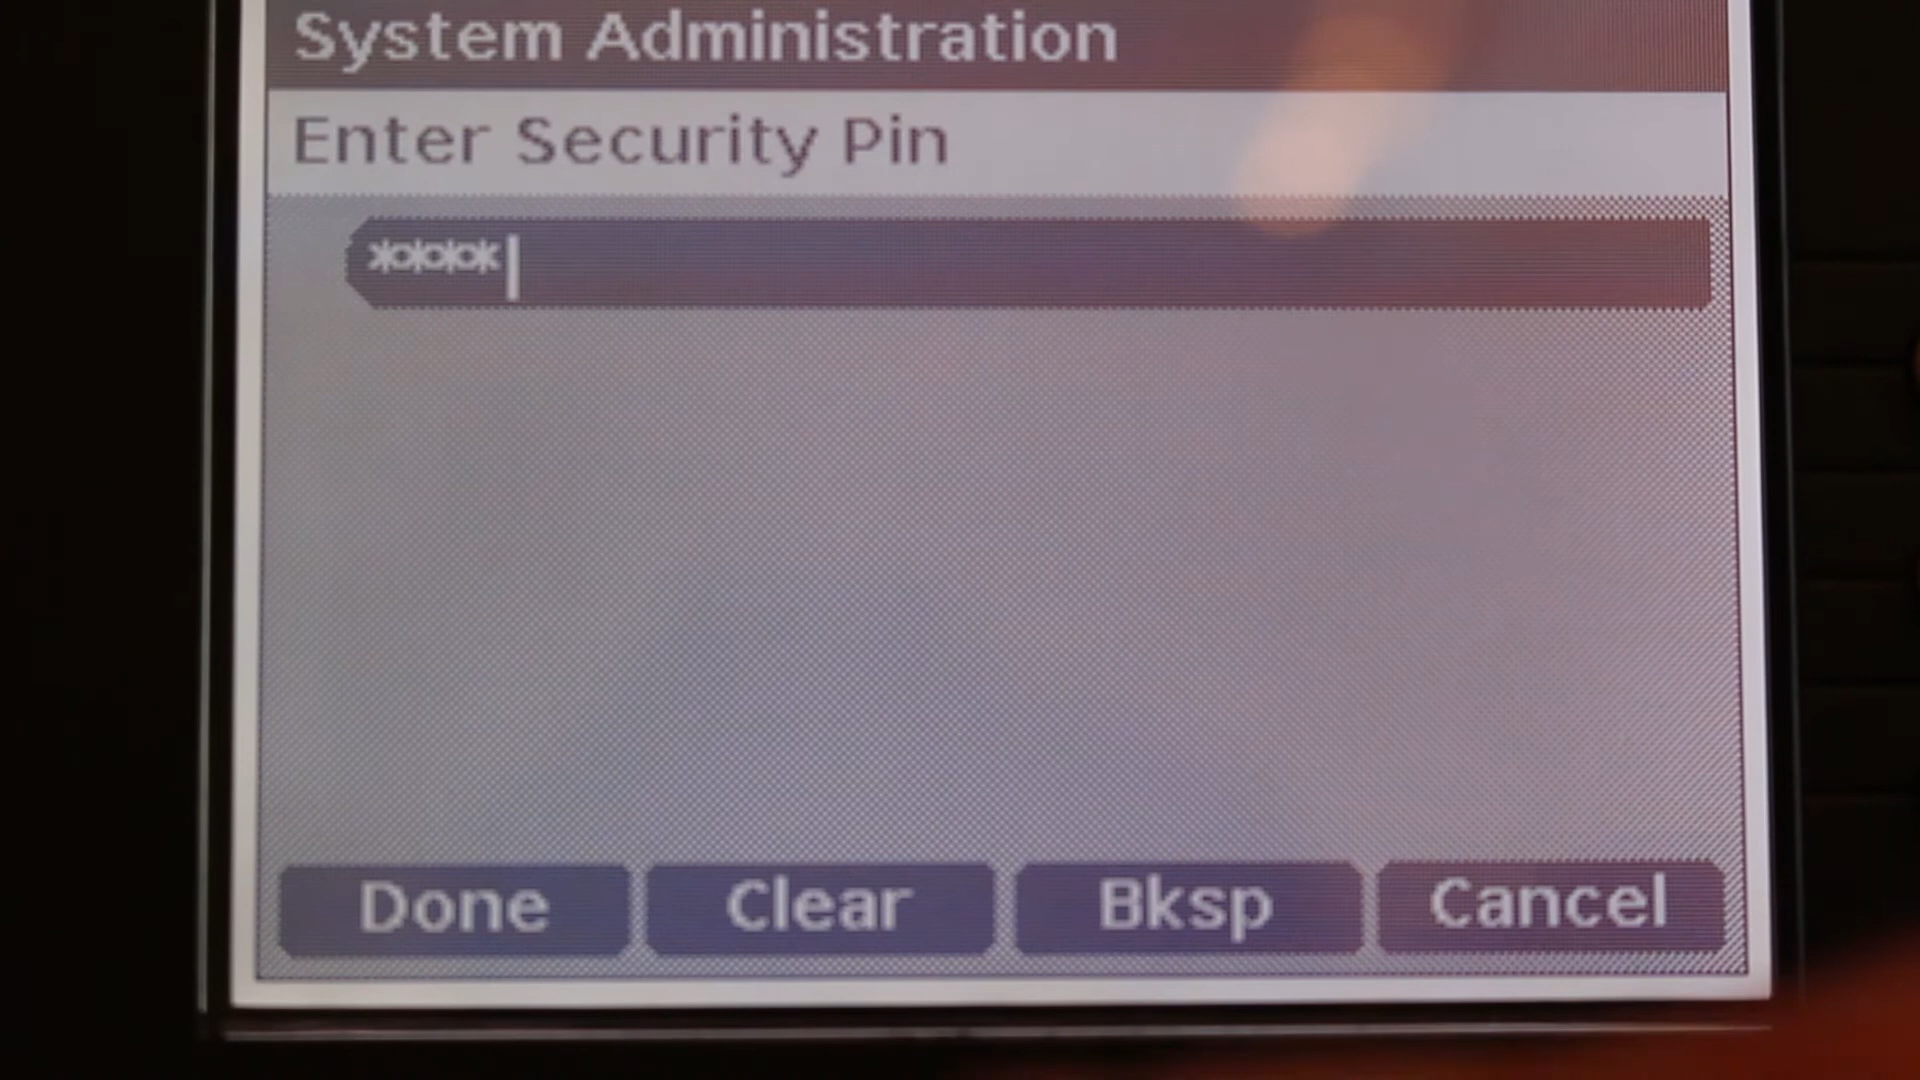 System Administration
Enter Security Pin
****
Done Clear Bksp Cancel